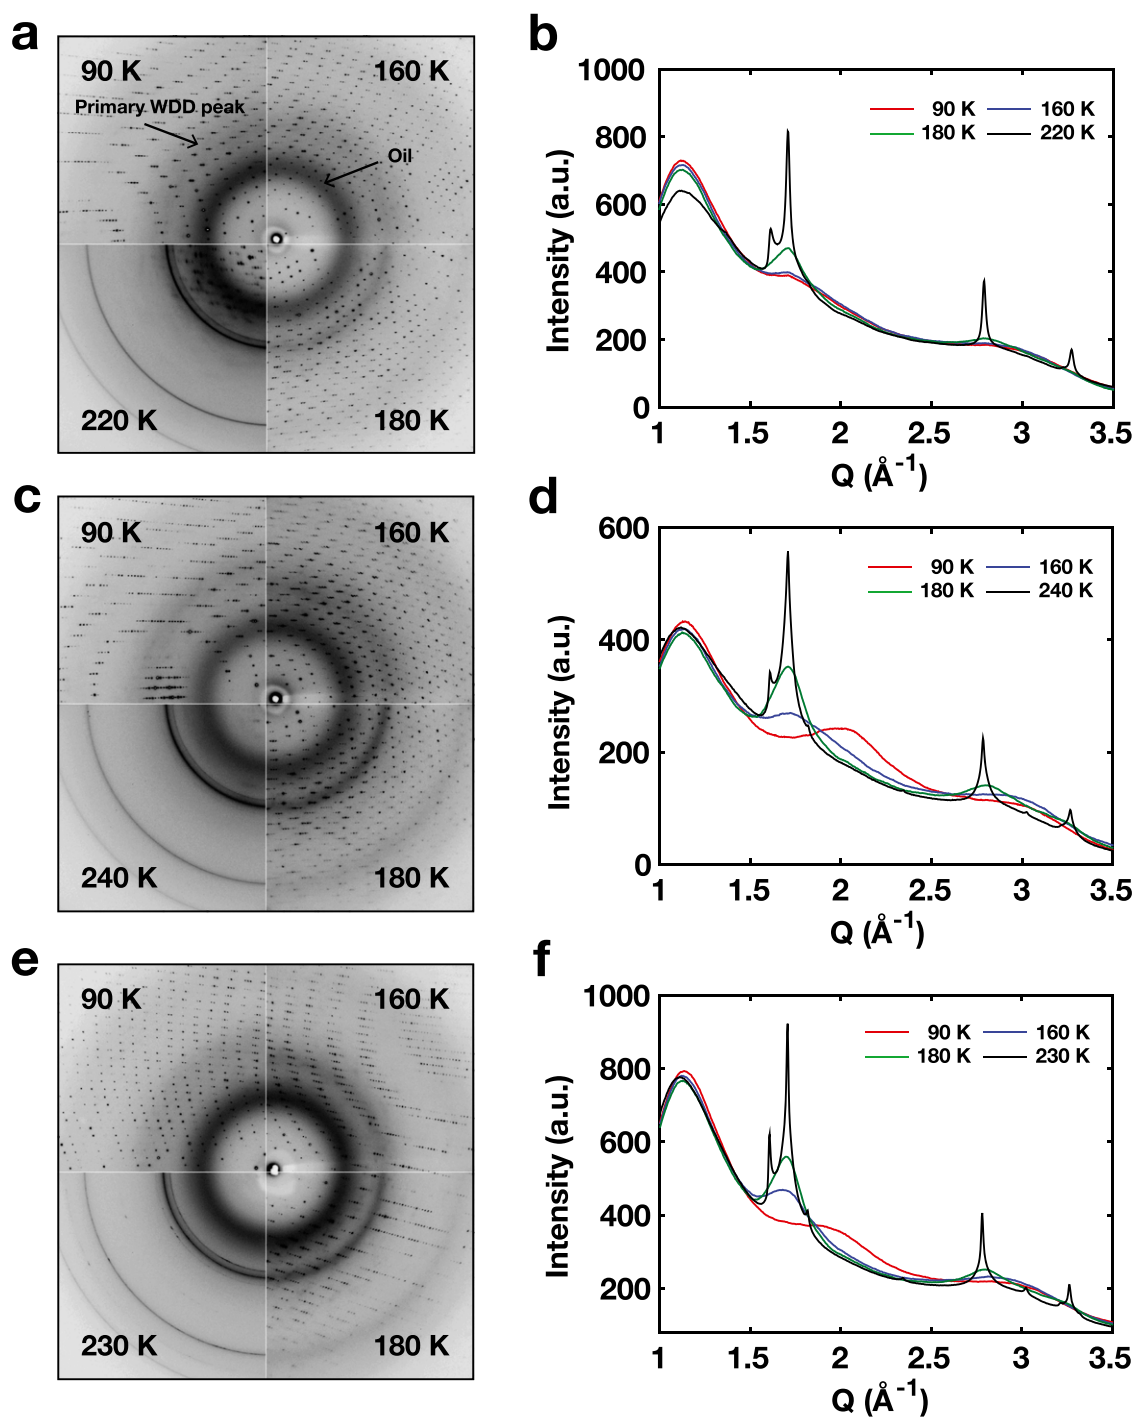 a
90 K
160 K
Primary WDD peak
Oil
220 K
180 K
b
1000
800
600
400
200
0
Intensity (a.u.)
90 K
160 K
180 K
220 K
1
1.5
2
2.5
3
3.5
Q (Å-1)
c
90 K
160 K
240 K
180 K
d
600
400
200
0
Intensity (a.u.)
90 K
160 K
180 K
240 K
1
1.5
2
2.5
3
3.5
Q (Å-1)
e
90 K
160 K
230 K
180 K
f
1000
800
600
400
200
Intensity (a.u.)
90 K
160 K
180 K
230 K
1
1.5
2
2.5
3
3.5
Q (Å-1)